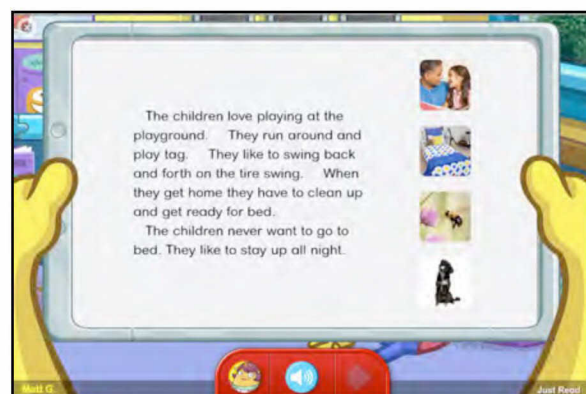 The children love playing at the
playground. They run around and
play tag. They like to swing back
and forth on the tire swing. When
they get home they have to clean up
and get ready for bed.
The children never want to go to
bed. They like to stay up all night.
Matt G.
Just Read